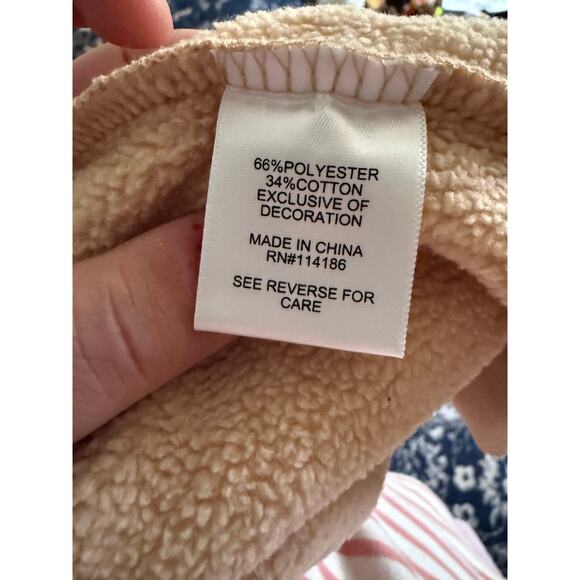 66%POLYESTER
34%COTTON
EXCLUSIVE OF
DECORATION
MADE IN CHINA
RN#114186
SEE REVERSE FOR
CARE